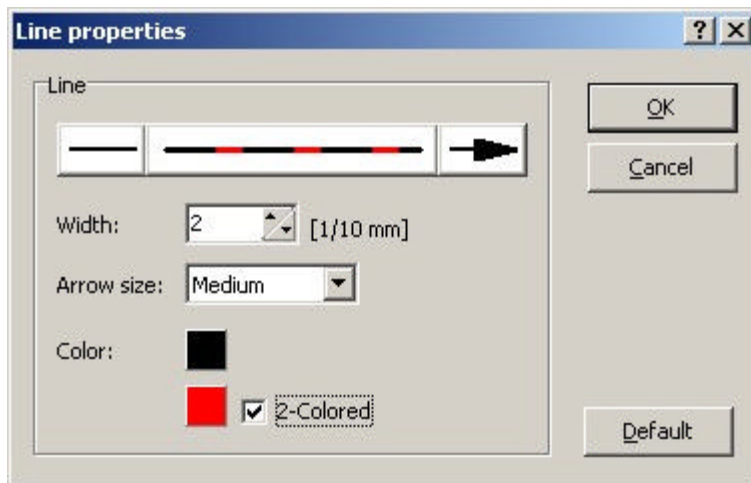 Line properties
Line
OK
Cancel
Width: 2 [1/10 mm]
Arrow size: Medium
Color:
2-Colored
Default